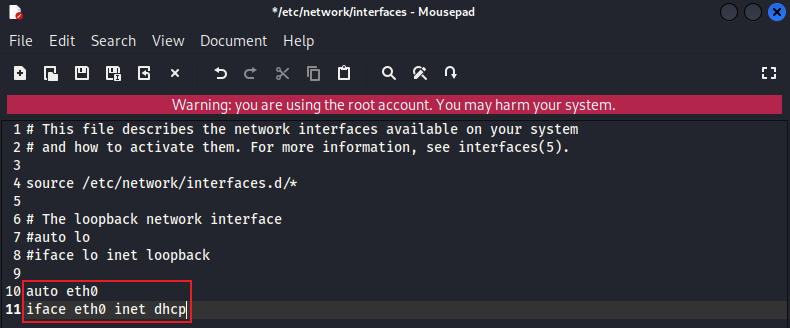 */etc/network/interfaces - Mousepad
File Edit Search View Document Help
Warning: you are using the root account. You may harm your system.
1 # This file describes the network interfaces available on your system
2 # and how to activate them. For more information, see interfaces(5).
3
4 source /etc/network/interfaces.d/*
5
6 # The loopback network interface
7 #auto lo
8 #iface lo inet loopback
9
10 auto eth0
11 iface eth0 inet dhcp